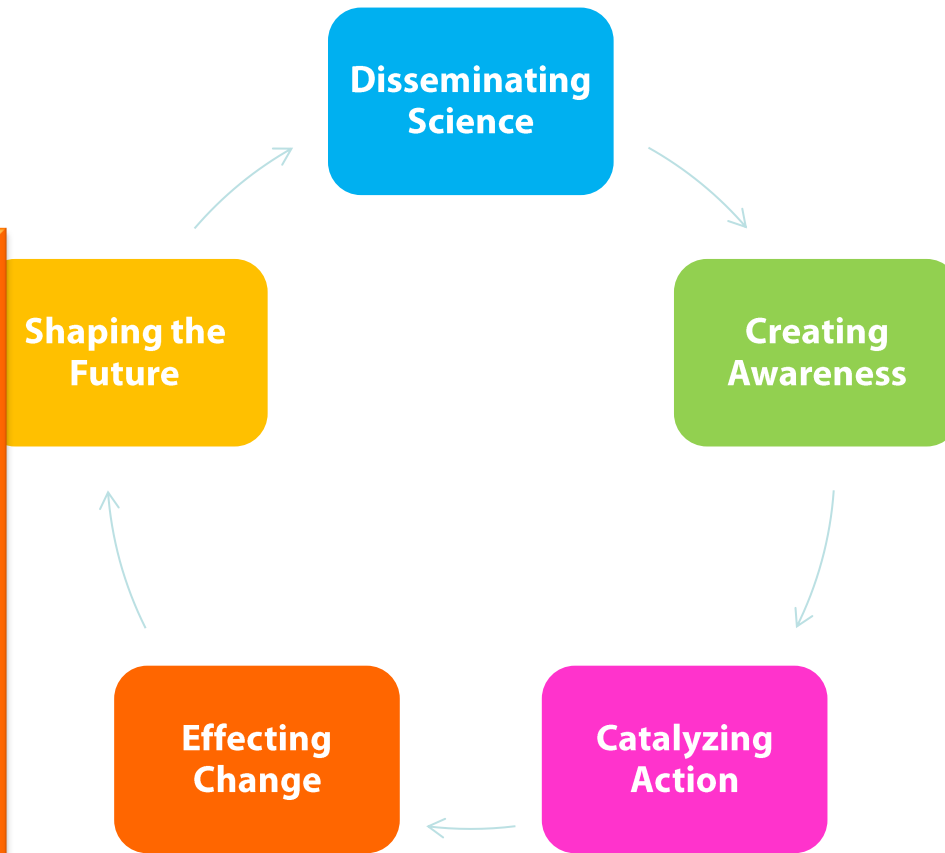 Disseminating
Science
Creating
Awareness
Catalyzing
Action
Effecting
Change
Shaping the
Future